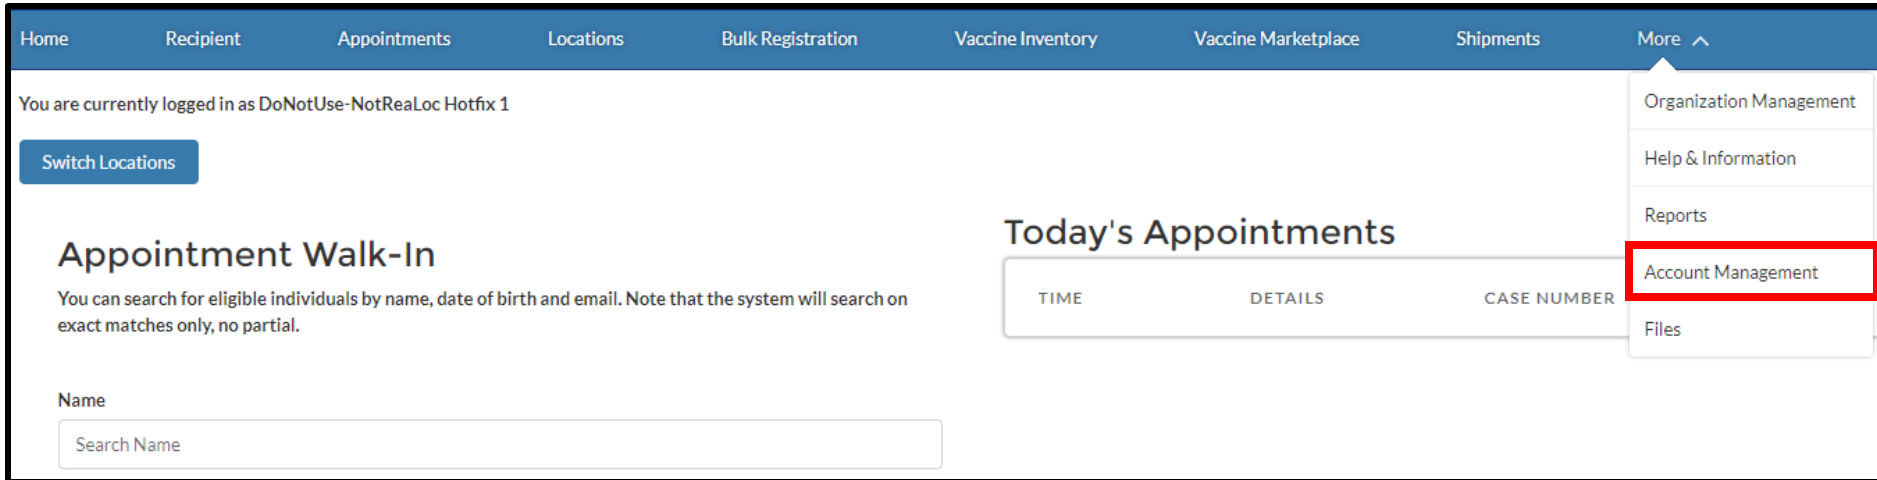 Home Recipient Appointments Locations Bulk Registration Vaccine Inventory Vaccine Marketplace Shipments More
You are currently logged in as DoNotUse-NotReaLoc Hotfix 1
Switch Locations
Organization Management
Help & Information
Reports
Account Management
Files
Appointment Walk-In
You can search for eligible individuals by name, date of birth and email. Note that the system will search on
exact matches only, no partial.
Name
Search Name
Today's Appointments
TIME DETAILS CASE NUMBER